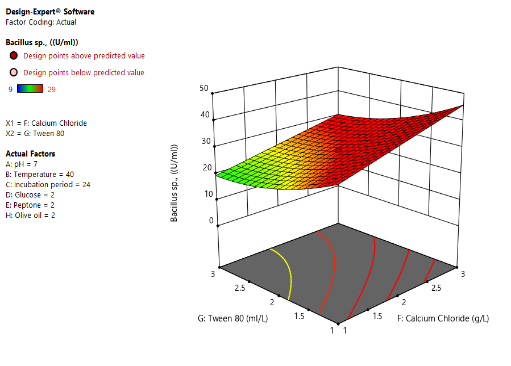 Design-Expert® Software
Factor Coding: Actual
Bacillus sp., ((U/ml))
Design points above predicted value
Design points below predicted value
9 29
X1 = F: Calcium Chloride
X2 = G: Tween 80
Actual Factors
A: pH = 7
B: Temperature = 40
C: Incubation period = 24
D: Glucose = 2
E: Peptone = 2
H: Olive oil = 2
Bacillus sp., ((U/ml))
50
40
30
20
10
0
3
2.5
2
1.5
1
G: Tween 80 (ml/L)
1
1.5
2
2.5
3
F: Calcium Chloride (g/L)